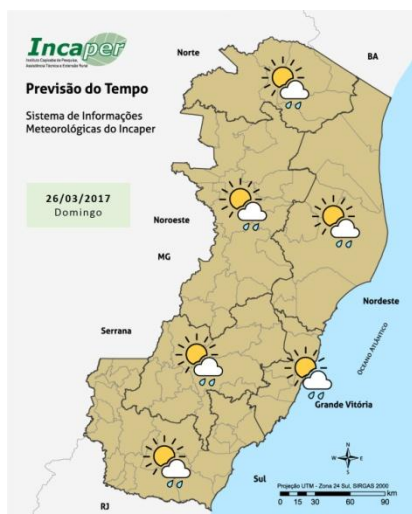 Incaper
Instituto Capixaba de Pesquisa,
Assistência Técnica e Extensão Rural
Previsão do Tempo
Sistema de Informações
Meteorológicas do Incaper
26/03/2017
Domingo
Norte
BA
Noroeste
MG
Nordeste
Serrana
OCEANO ATLÂNTICO
Grande Vitória
Sul
RJ
N
W
E
S
Projeção UTM - Zona 24 Sul, SIRGAS 2000
0 15 30 60 90
km